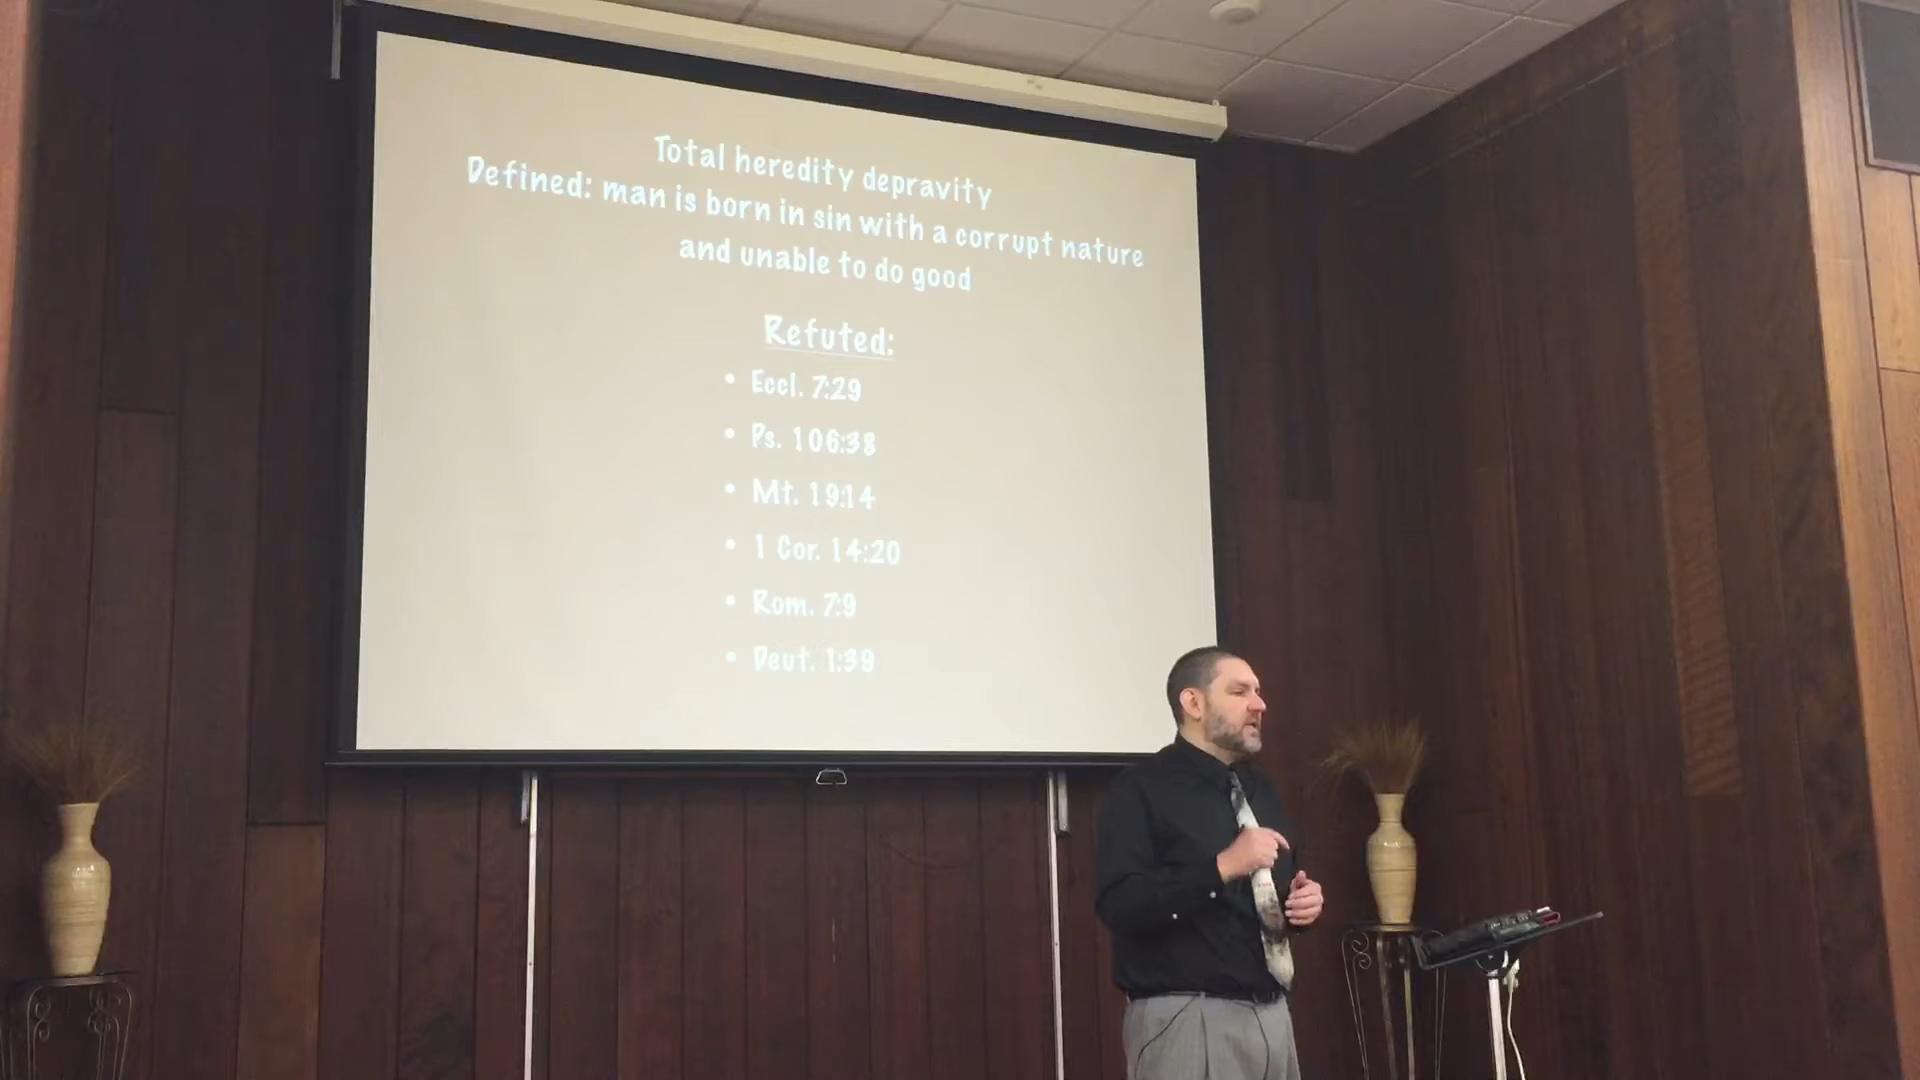 Total heredity depravity
Defined: man is born in sin with a corrupt nature
and unable to do good
Refuted:
• Eccl. 7:29
• Ps. 106:38
• Mt. 19:14
• 1 Cor. 14:20
• Rom. 7:9
• Deut. 1:39